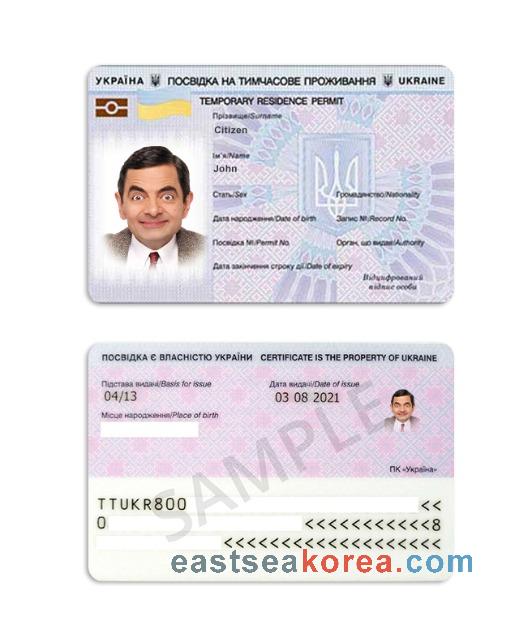 УКРАЇНА ПОСВІДКА НА ТИМЧАСОВЕ ПРОЖИВАННЯ UKRAINE
TEMPORARY RESIDENCE PERMIT
Прізвище/Surname
Citizen
Ім'я/Name
John
Стать/Sex Громадянство/Nationality
Дата народження/Date of birth Запис №/Record No.
Посвідка №/Permit No. Орган, що видав/Authority
Дата закінчення строку дії/Date of expiry
Відцифрований
підпис особи
ПОСВІДКА Є ВЛАСНІСТЮ УКРАЇНИ CERTIFICATE IS THE PROPERTY OF UKRAINE
Підстава видачі/Basis for issue Дата видачі/Date of issue
04/13 03 08 2021
Місце народження/Place of birth
SAMPLE
ПК «Україна»
TTUKR800 <<
0 <<<<<<<<<<<8
<<<<<<<<<<<<<<<<<<<
eastseakorea.com